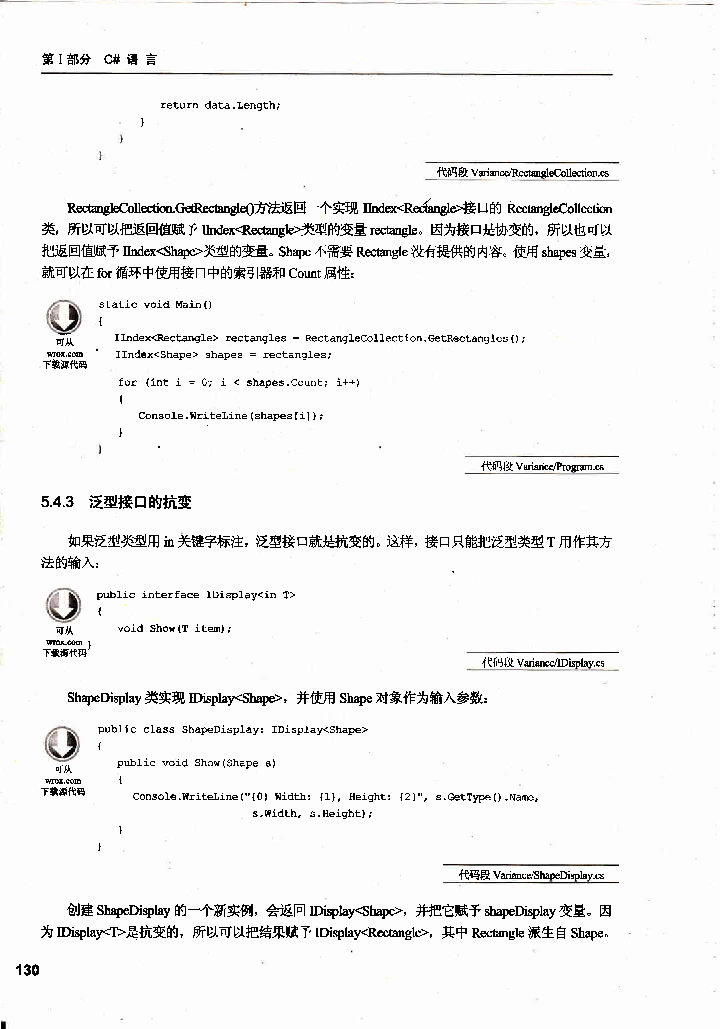 第 I 部分 C# 语 言
return data.Length;
}
}
}
代码段 Variance/RectangleCollection.cs
RectangleCollection.GetRectangle()方法返回一个实现 IIndex<Rectangle>接口的 RectangleCollection
类，所以可以把返回值赋予 IIndex<Rectangle>类型的变量 rectangle。因为接口是协变的，所以也可以
把返回值赋予 IIndex<Shape>类型的变量。Shape 不需要 Rectangle 没有提供的内容。使用 shapes 变量，
就可以在 for 循环中使用接口中的索引器和 Count 属性：
static void Main()
{
IIndex<Rectangle> rectangles = RectangleCollection.GetRectangles();
IIndex<Shape> shapes = rectangles;
for (int i = 0; i < shapes.Count; i++)
{
Console.WriteLine(shapes[i]);
}
}
可从
wrox.com
下载源代码
代码段 Variance/Program.cs
5.4.3 泛型接口的抗变
如果泛型类型用 in 关键字标注，泛型接口就是抗变的。这样，接口只能把泛型类型 T 用作其方
法的输入：
public interface IDisplay<in T>
{
void Show(T item);
}
可从
wrox.com
下载源代码
代码段 Variance/IDisplay.cs
ShapeDisplay 类实现 IDisplay<Shape>，并使用 Shape 对象作为输入参数：
public class ShapeDisplay: IDisplay<Shape>
{
public void Show(Shape s)
{
Console.WriteLine("{0} Width: {1}, Height: {2}", s.GetType().Name,
s.Width, s.Height);
}
}
可从
wrox.com
下载源代码
代码段 Variance/ShapeDisplay.cs
创建 ShapeDisplay 的一个新实例，会返回 IDisplay<Shape>，并把它赋予 shapeDisplay 变量。因
为 IDisplay<T>是抗变的，所以可以把结果赋予 IDisplay<Rectangle>，其中 Rectangle 派生自 Shape。
130